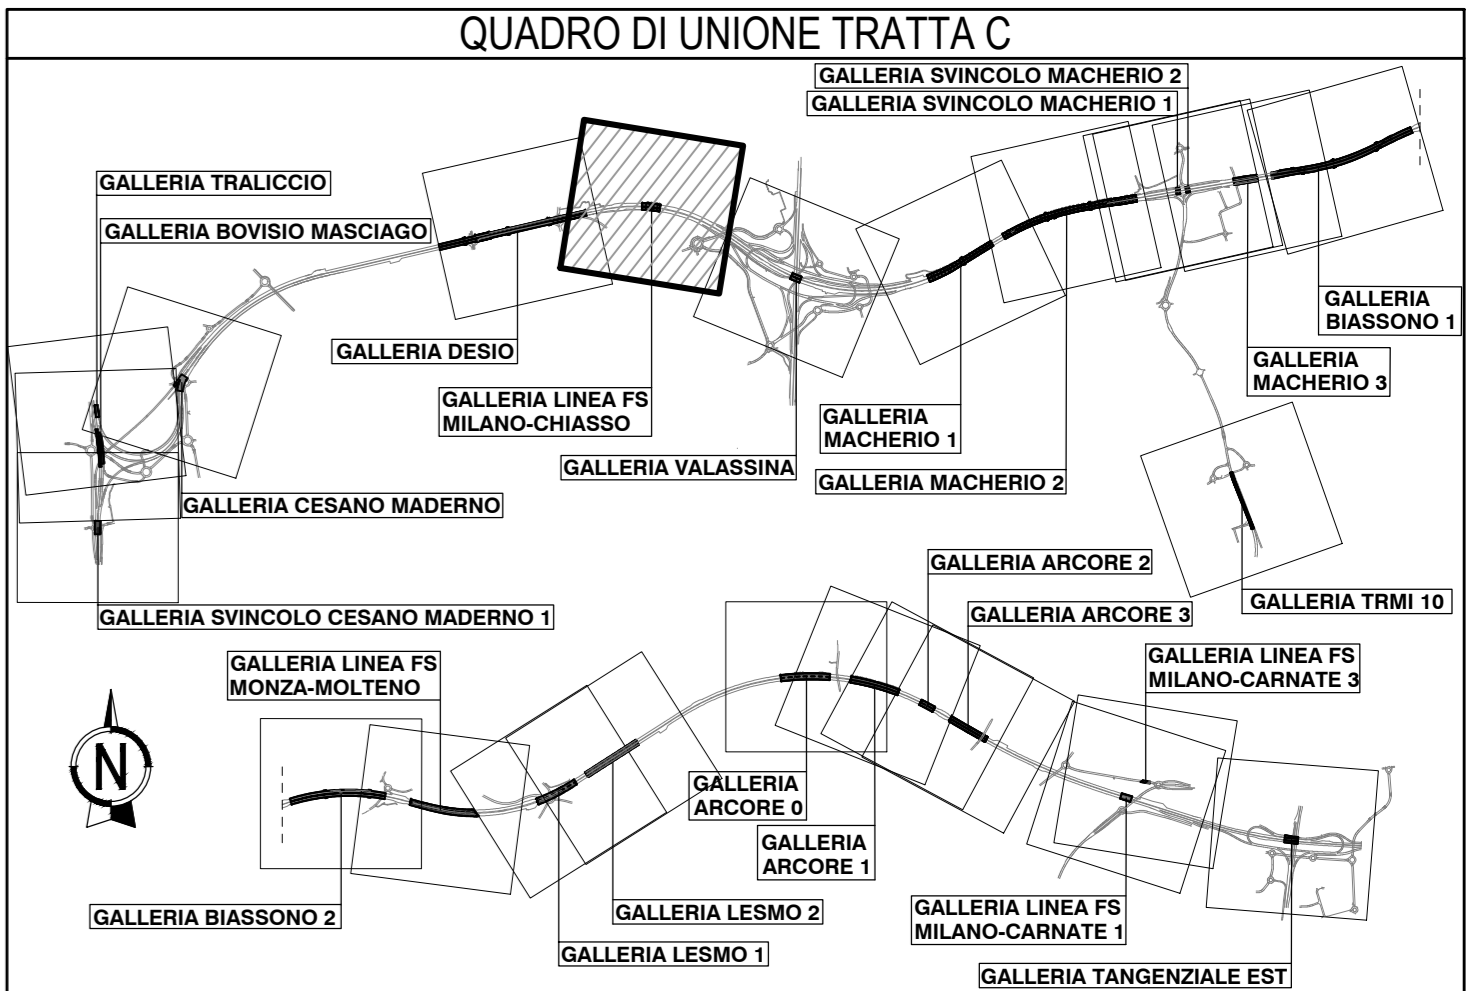 QUADRO DI UNIONE TRATTA C
GALLERIA SVINCOLO MACHERIO 2
GALLERIA SVINCOLO MACHERIO 1
GALLERIA TRALICCIO
GALLERIA BOVISIO MASCIAGO
GALLERIA DESIO
GALLERIA LINEA FS
MILANO-CHIASSO
GALLERIA VALASSINA
GALLERIA
MACHERIO 1
GALLERIA MACHERIO 2
GALLERIA
BIASSONO 1
GALLERIA
MACHERIO 3
GALLERIA CESANO MADERNO
GALLERIA SVINCOLO CESANO MADERNO 1
GALLERIA TRMI 10
GALLERIA ARCORE 2
GALLERIA ARCORE 3
GALLERIA LINEA FS
MONZA-MOLTENO
GALLERIA LINEA FS
MILANO-CARNATE 3
N
GALLERIA
ARCORE 0
GALLERIA
ARCORE 1
GALLERIA BIASSONO 2
GALLERIA LESMO 2
GALLERIA LESMO 1
GALLERIA LINEA FS
MILANO-CARNATE 1
GALLERIA TANGENZIALE EST